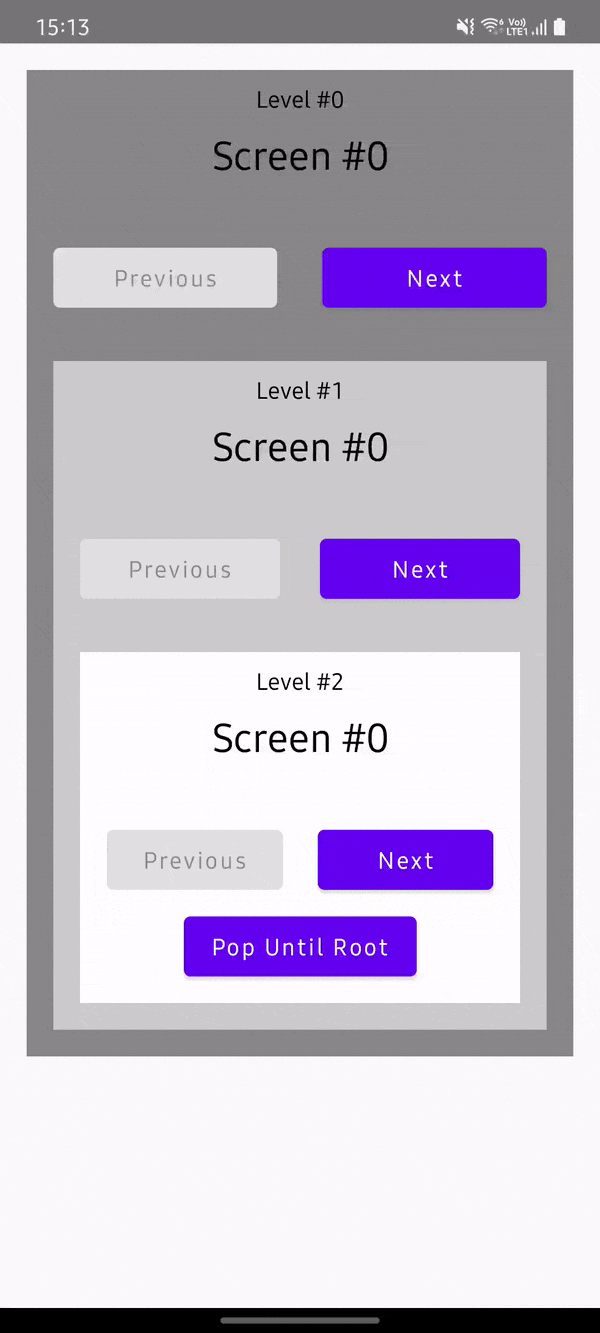 15:13 6 Vo)) LTE1
Level #0
Screen #0
Previous Next
Level #1
Screen #0
Previous Next
Level #2
Screen #0
Previous Next
Pop Until Root